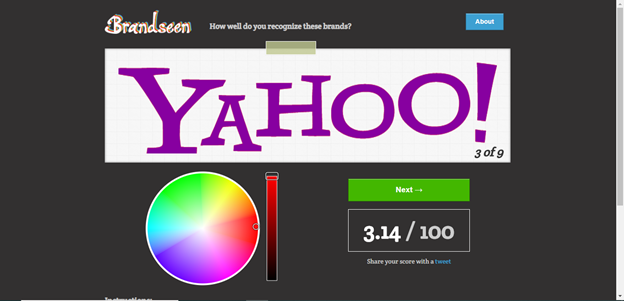 Brandseen
How well do you recognize these brands?
About
YAHOO!
3 of 9
Next →
3.14 / 100
Share your score with a tweet